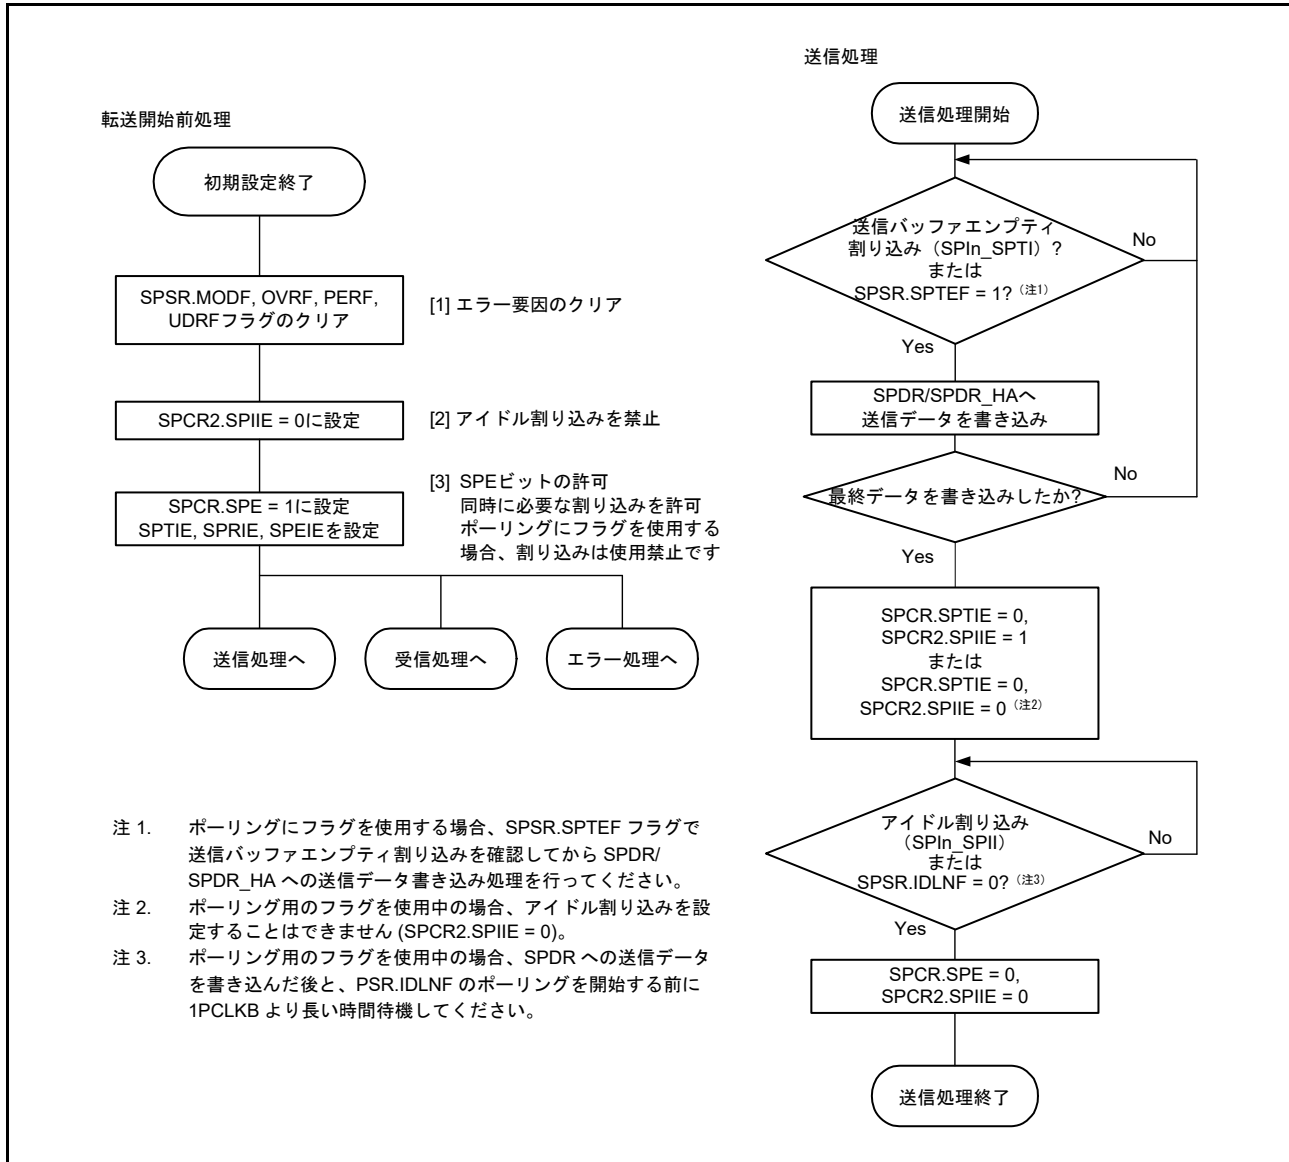 転送開始前処理
初期設定終了
SPSR.MODF, OVRF, PERF,
UDRFフラグのクリア
[1] エラー要因のクリア
SPCR2.SPIIE = 0に設定
[2] アイドル割り込みを禁止
SPCR.SPE = 1に設定
SPTIE, SPRIE, SPEIEを設定
[3] SPEビットの許可
同時に必要な割り込みを許可
ポーリングにフラグを使用する
場合、割り込みは使用禁止です
送信処理へ
受信処理へ
エラー処理へ
送信処理
送信処理開始
送信バッファエンプティ
割り込み（SPIn_SPTI）?
または
SPSR.SPTEF = 1?（注1）
No
Yes
SPDR/SPDR_HAへ
送信データを書き込み
最終データを書き込みしたか?
No
Yes
SPCR.SPTIE = 0,
SPCR2.SPIIE = 1
または
SPCR.SPTIE = 0,
SPCR2.SPIIE = 0（注2）
アイドル割り込み
（SPIn_SPII）
または
SPSR.IDLNF = 0?（注3）
No
Yes
SPCR.SPE = 0,
SPCR2.SPIIE = 0
送信処理終了
注 1. ポーリングにフラグを使用する場合、SPSR.SPTEF フラグで
送信バッファエンプティ割り込みを確認してから SPDR/
SPDR_HA への送信データ書き込み処理を行ってください。
注 2. ポーリング用のフラグを使用中の場合、アイドル割り込みを設
定することはできません (SPCR2.SPIIE = 0)。
注 3. ポーリング用のフラグを使用中の場合、SPDR への送信データ
を書き込んだ後と、PSR.IDLNF のポーリングを開始する前に
1PCLKB より長い時間待機してください。